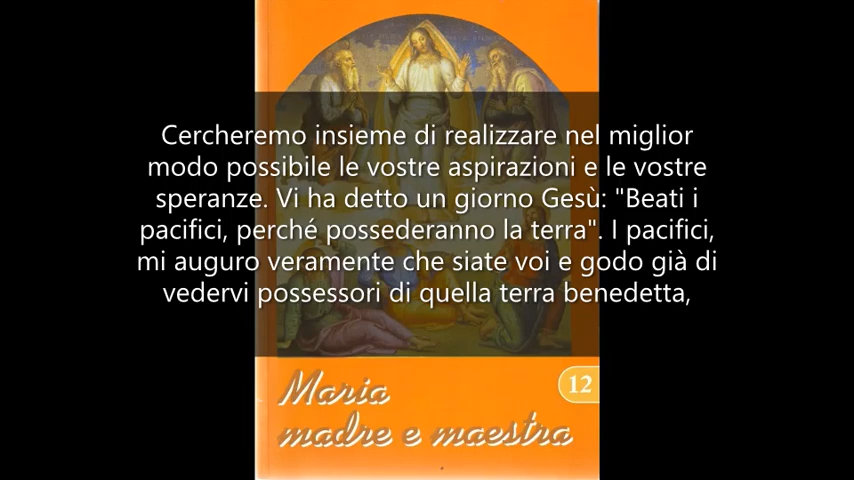 Cercheremo insieme di realizzare nel miglior
modo possibile le vostre aspirazioni e le vostre
speranze. Vi ha detto un giorno Gesù: "Beati i
pacifici, perché possederanno la terra". I pacifici,
mi auguro veramente che siate voi e godo già di
vedervi possessori di quella terra benedetta,
12
Maria
madre e maestra